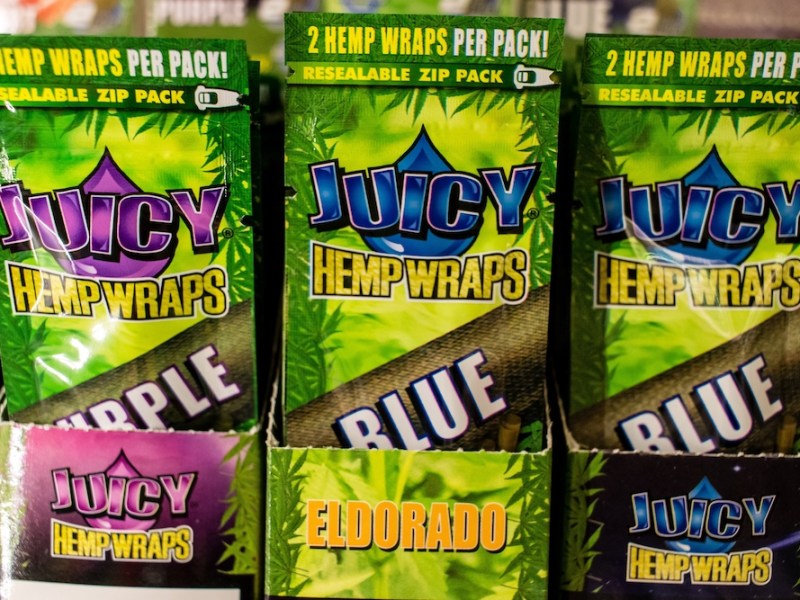 HEMP WRAPS PER PACK!
RESEALABLE ZIP PACK
JUICY®
HEMP WRAPS
PURPLE
JUICY
HEMP WRAPS
2 HEMP WRAPS PER PACK!
RESEALABLE ZIP PACK
JUICY®
HEMP WRAPS
BLUE
ELDORADO
2 HEMP WRAPS PER P
RESEALABLE ZIP PACK
JUICY
HEMP WRAPS
BLUE
JUICY
HEMP WRAPS